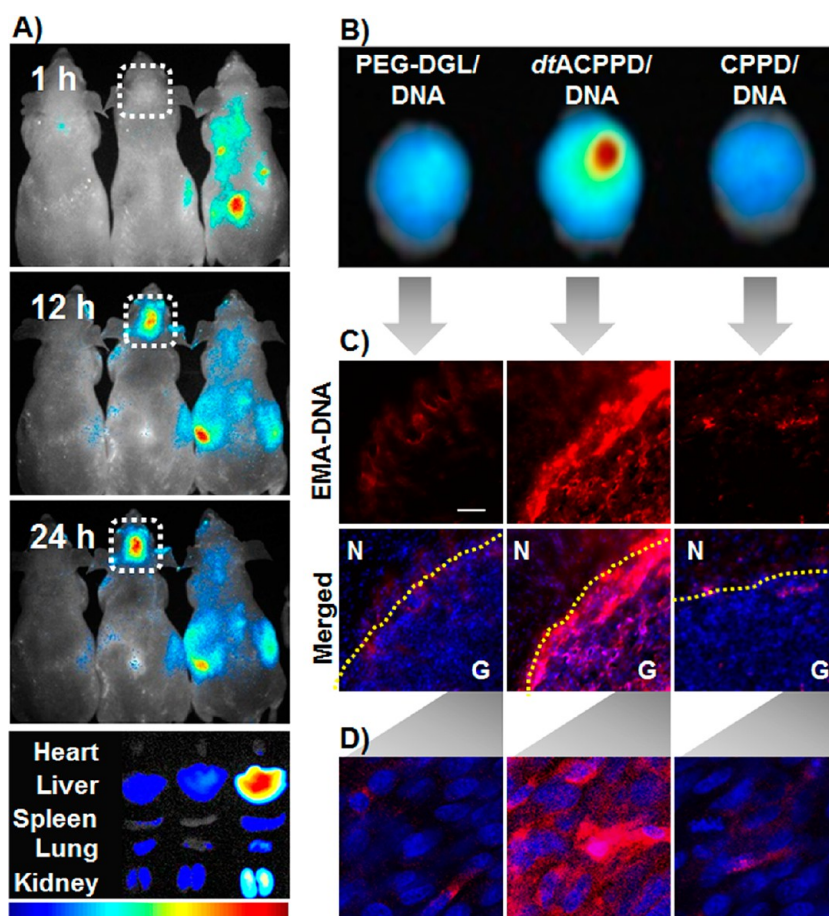 A)
1 h
12 h
24 h
Heart
Liver
Spleen
Lung
Kidney
B)
PEG-DGL/
DNA
dtACPPD/
DNA
CPPD/
DNA
C)
EMA-DNA
Merged
N
G
N
G
N
G
D)